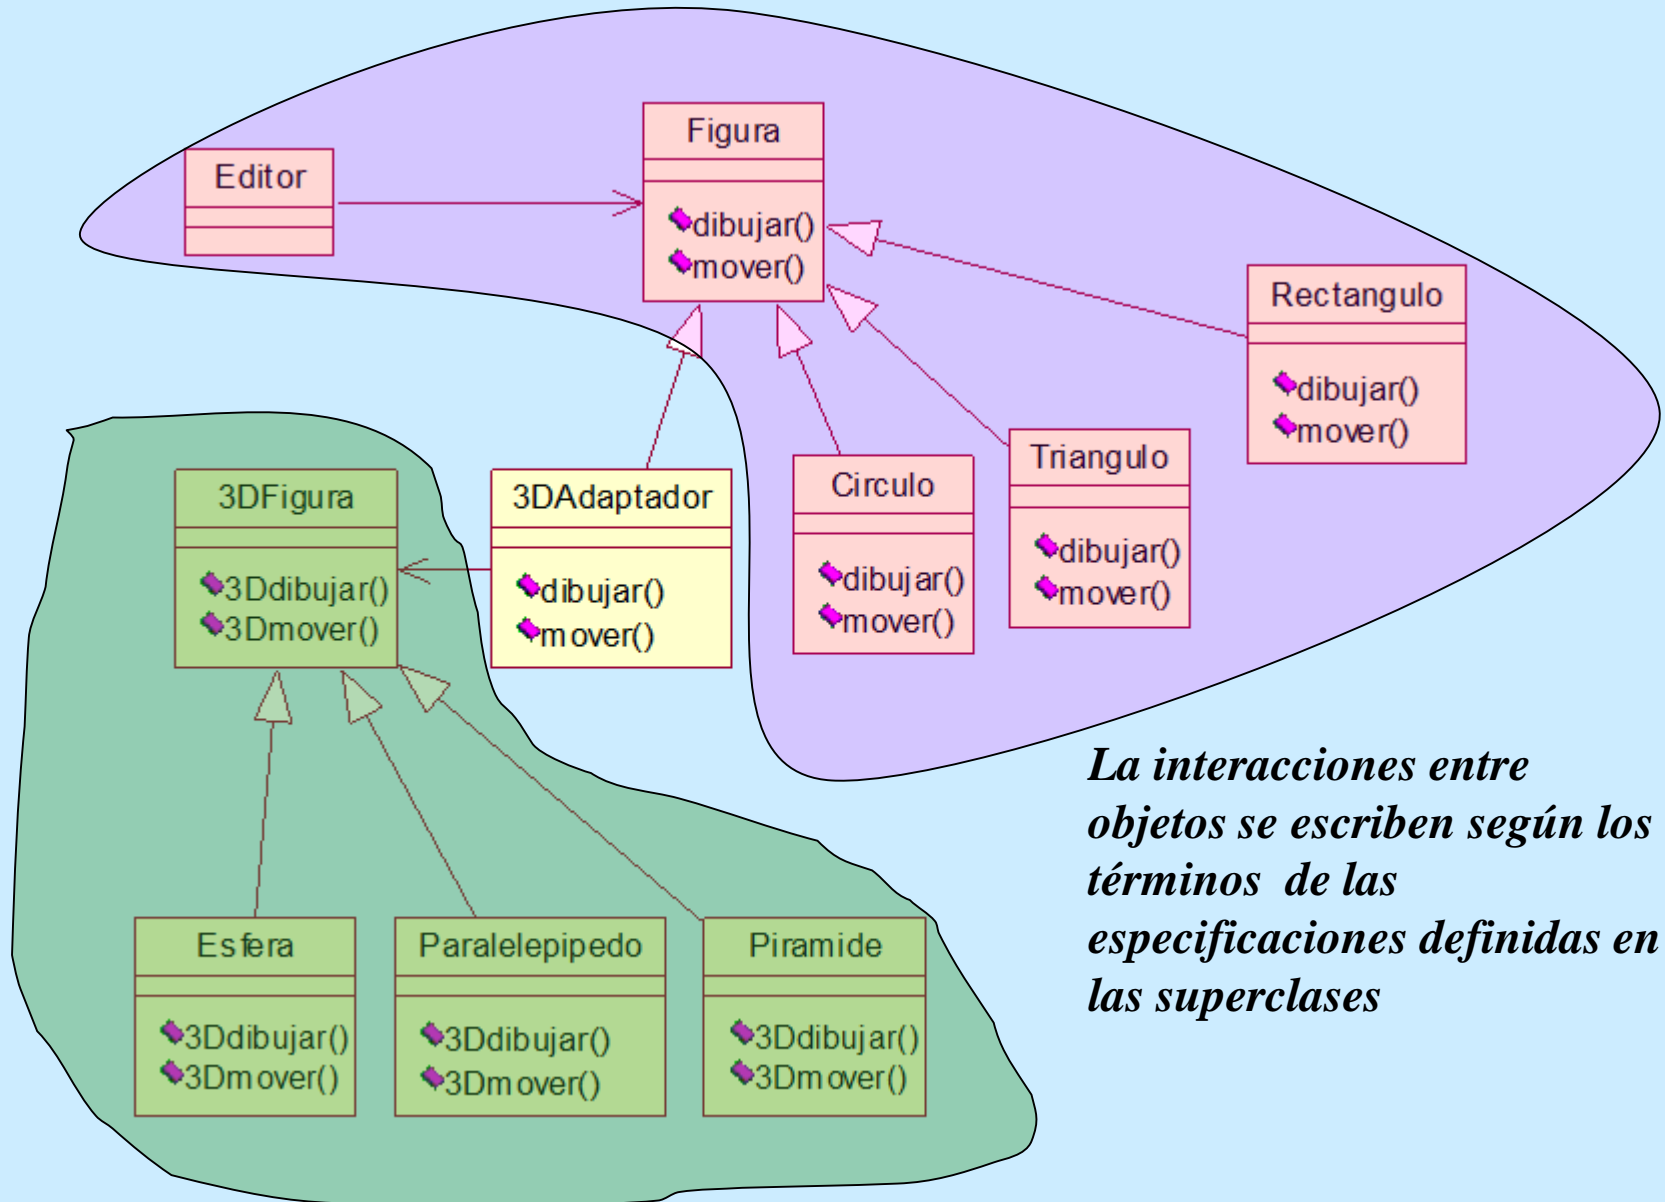 Figura
dibujar()
mover()
Editor
Rectangulo
dibujar()
mover()
Triangulo
dibujar()
mover()
Circulo
dibujar()
mover()
3DAdaptador
dibujar()
mover()
3DFigura
3Ddibujar()
3Dmover()
Esfera
3Ddibujar()
3Dmover()
Paralelepipedo
3Ddibujar()
3Dmover()
Piramide
3Ddibujar()
3Dmover()
La interacciones entre
objetos se escriben según los
términos de las
especificaciones definidas en
las superclases